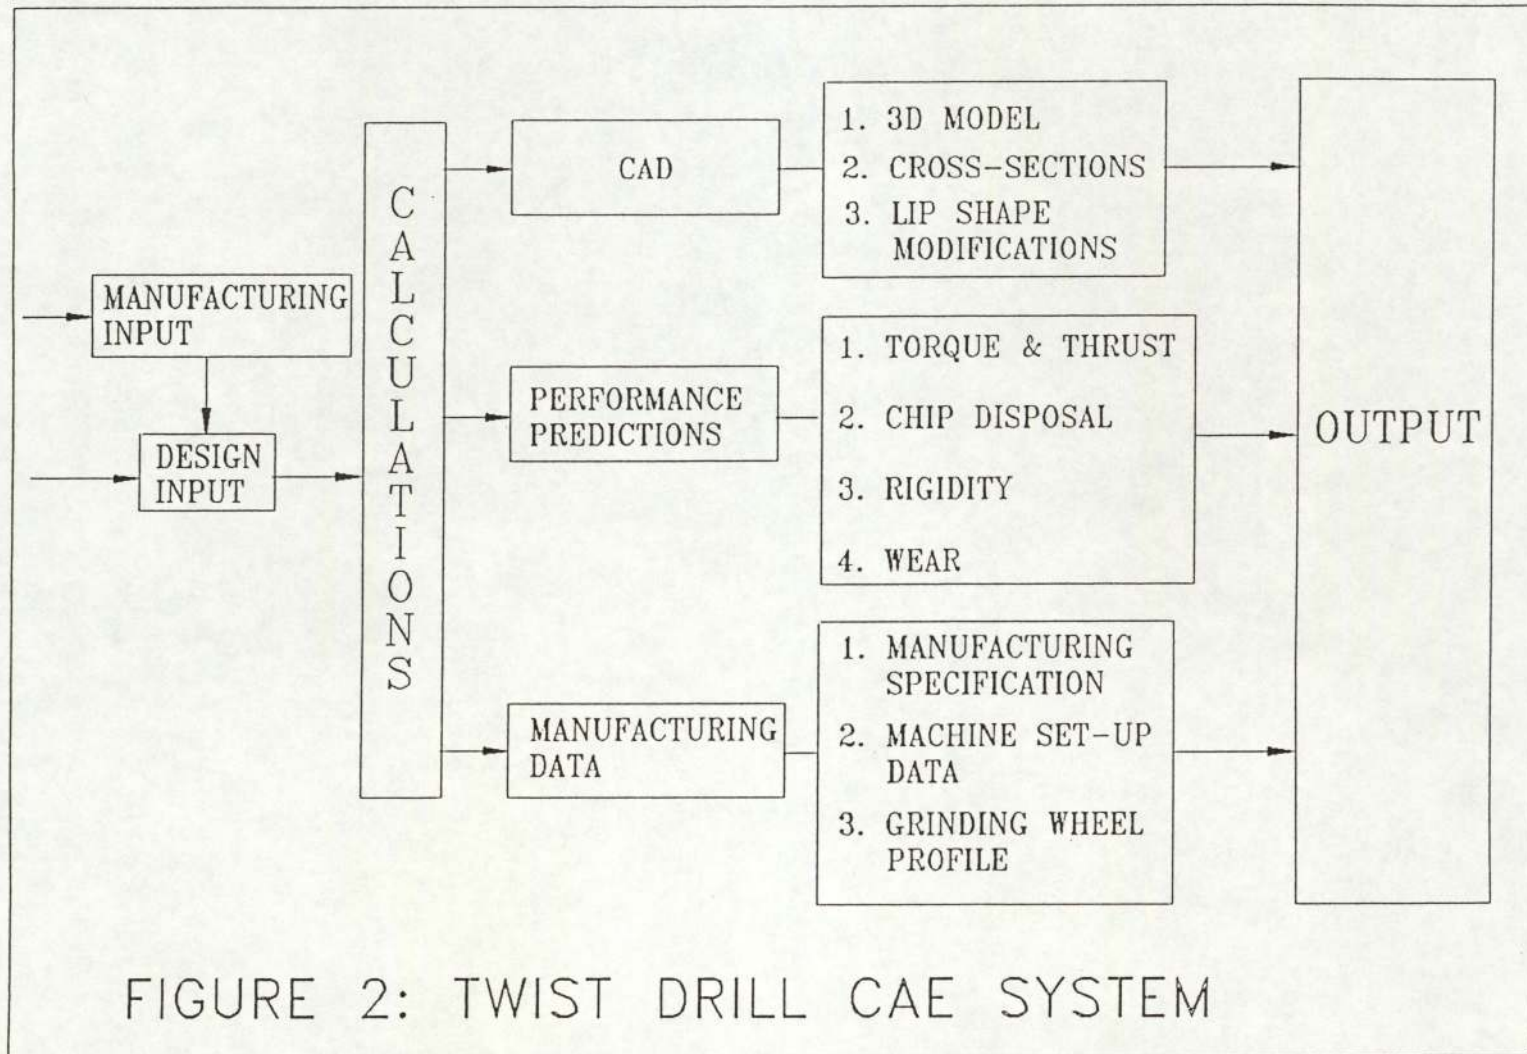 MANUFACTURING
INPUT
DESIGN
INPUT
CALCULATIONS
CAD
1. 3D MODEL
2. CROSS-SECTIONS
3. LIP SHAPE
MODIFICATIONS
PERFORMANCE
PREDICTIONS
1. TORQUE & THRUST
2. CHIP DISPOSAL
3. RIGIDITY
4. WEAR
MANUFACTURING
DATA
1. MANUFACTURING
SPECIFICATION
2. MACHINE SET-UP
DATA
3. GRINDING WHEEL
PROFILE
OUTPUT
FIGURE 2: TWIST DRILL CAE SYSTEM